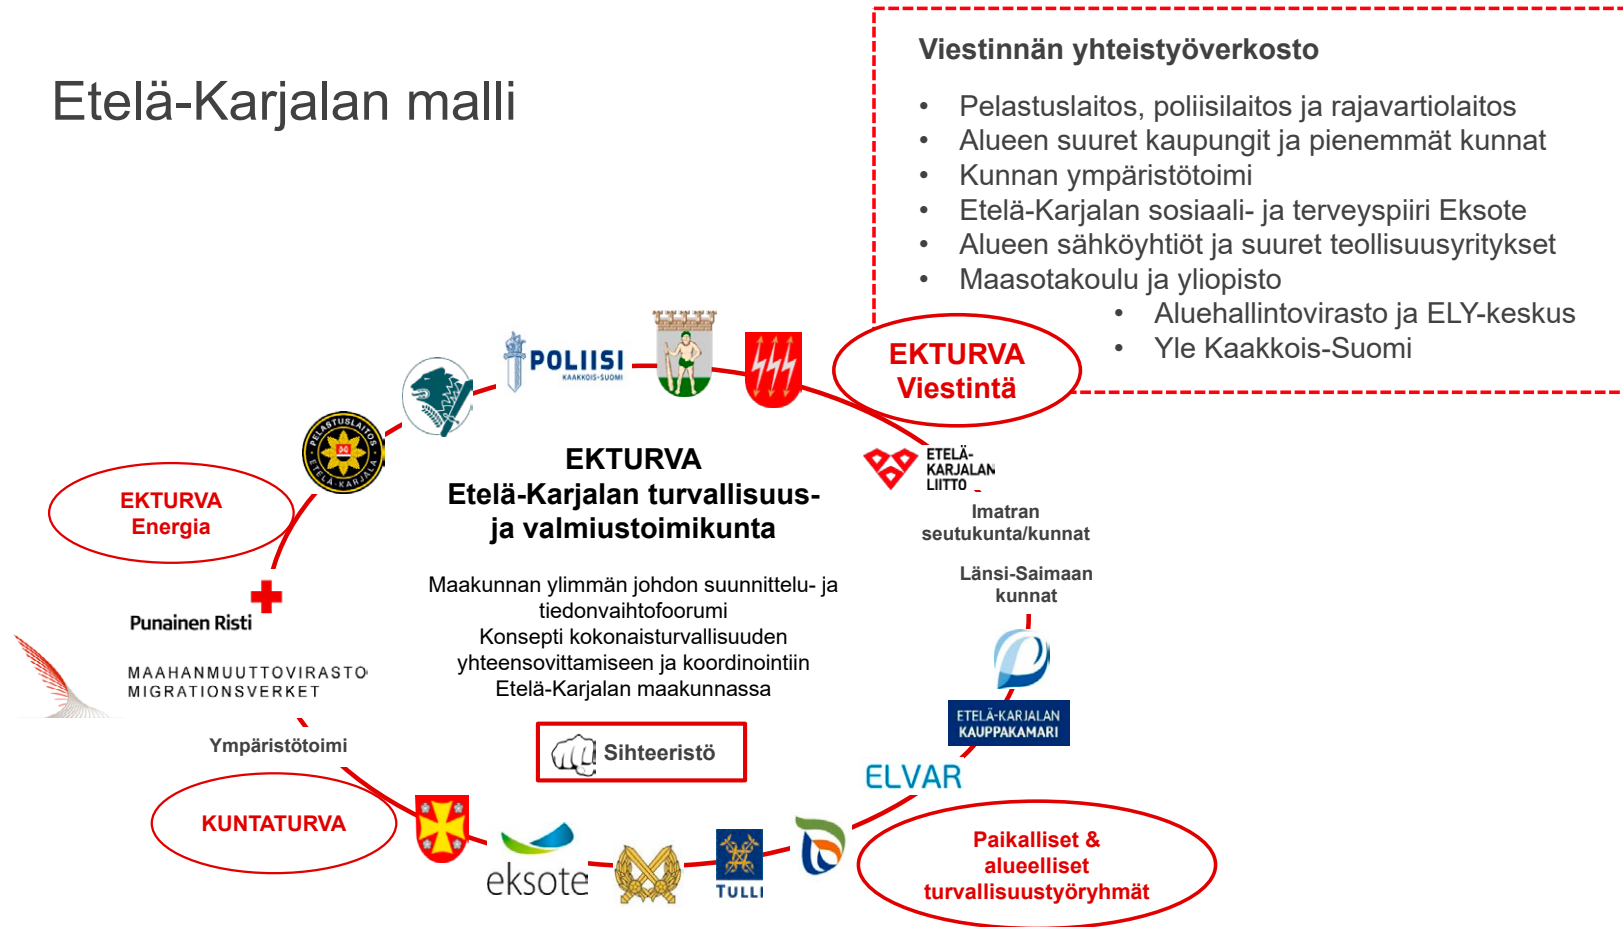 Etelä-Karjalan malli
Viestinnän yhteistyöverkosto
• Pelastuslaitos, poliisilaitos ja rajavartiolaitos
• Alueen suuret kaupungit ja pienemmät kunnat
• Kunnan ympäristötoimi
• Etelä-Karjalan sosiaali- ja terveyspiiri Eksote
• Alueen sähköyhtiöt ja suuret teollisuusyritykset
• Maasotakoulu ja yliopisto
• Aluehallintovirasto ja ELY-keskus
• Yle Kaakkois-Suomi
EKTURVA
Viestintä
POLIISI
KAAKKOIS-SUOMI
PELASTUSLAITOS
ETELÄ-KARJALA
EKTURVA
Energia
EKTURVA
Etelä-Karjalan turvallisuus-
ja valmiustoimikunta
Maakunnan ylimmän johdon suunnittelu- ja
tiedonvaihtofoorumi
Konsepti kokonaisturvallisuuden
yhteensovittamiseen ja koordinointiin
Etelä-Karjalan maakunnassa
Sihteeristö
ETELÄ-
KARJALAN
LIITTO
Imatran
seutukunta/kunnat
Länsi-Saimaan
kunnat
ETELÄ-KARJALAN
KAUPPAKAMARI
ELVAR
Punainen Risti
MAAHANMUUTTOVIRASTO
MIGRATIONSVERKET
Ympäristötoimi
KUNTATURVA
eksote
TULLI
Paikalliset &
alueelliset
turvallisuustyöryhmät